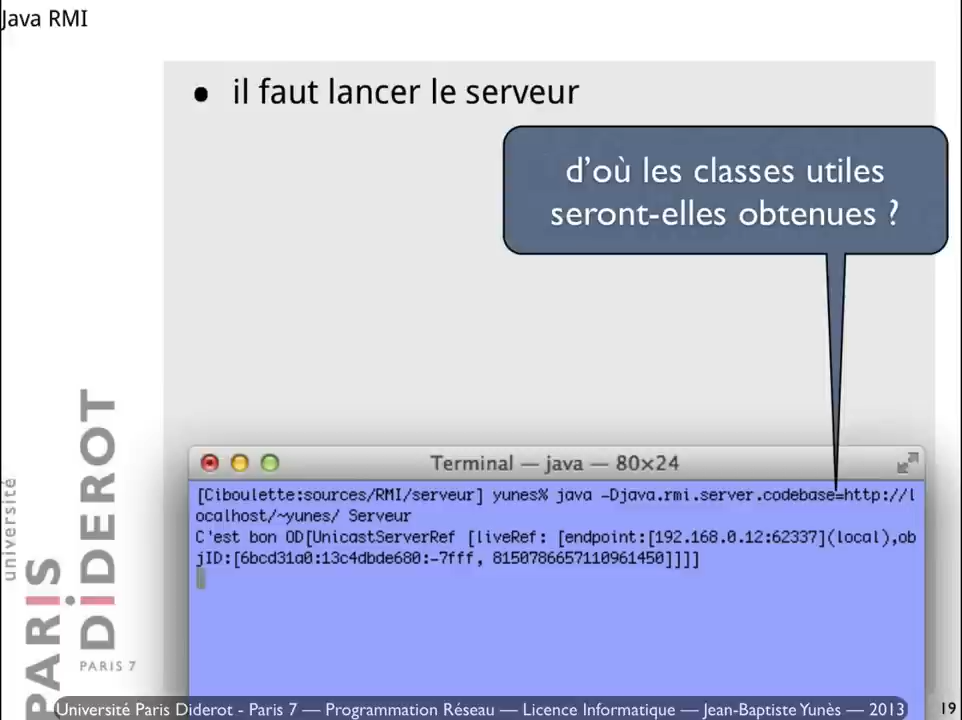 Java RMI
• il faut lancer le serveur
d'où les classes utiles
seront-elles obtenues ?
Terminal — java — 80×24
[Ciboulette:sources/RMI/serveur] yunes% java -Djava.rmi.server.codebase=http://l
ocalhost/~yunes/ Serveur
C'est bon OD[UnicastServerRef [liveRef: [endpoint:[192.168.0.12:62337](local),ob
jID:[6bcd31a0:13c4dbde680:-7fff, 8150786657110961450]]]]
université
PARIS
DIDEROT
PARIS 7
Université Paris Diderot - Paris 7 — Programmation Réseau — Licence Informatique — Jean-Baptiste Yunès — 2013
19